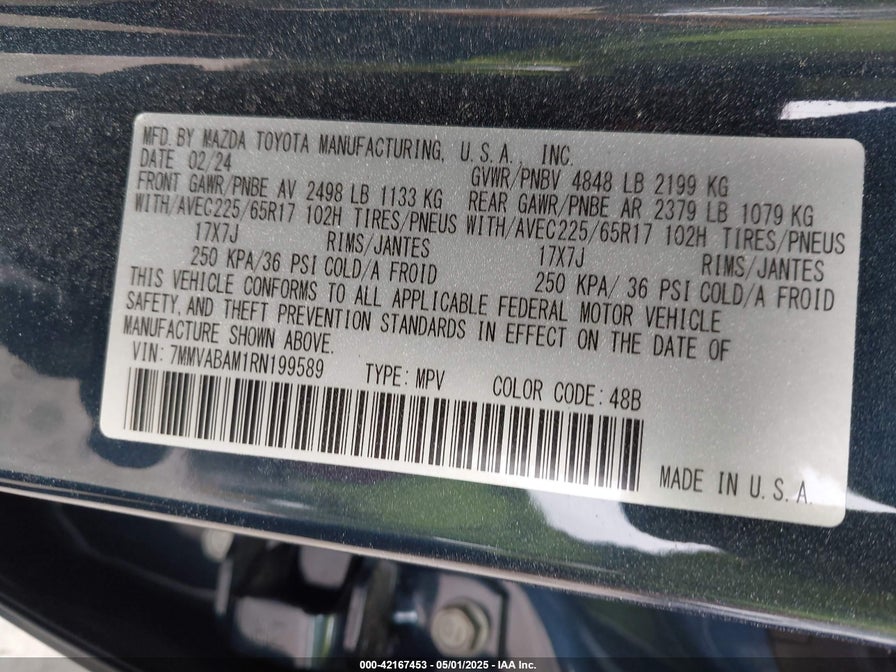 MFD. BY MAZDA TOYOTA MANUFACTURING, U.S.A., INC.
DATE 02/24 GVWR/PNBV 4848 LB 2199 KG
FRONT GAWR/PNBE AV 2498 LB 1133 KG REAR GAWR/PNBE AR 2379 LB 1079 KG
WITH/AVEC225/65R17 102H TIRES/PNEUS WITH/AVEC225/65R17 102H TIRES/PNEUS
17X7J RIMS/JANTES 17X7J RIMS/JANTES
250 KPA/36 PSI COLD/A FROID 250 KPA/ 36 PSI COLD/A FROID
THIS VEHICLE CONFORMS TO ALL APPLICABLE FEDERAL MOTOR VEHICLE
SAFETY, AND THEFT PREVENTION STANDARDS IN EFFECT ON THE DATE OF
MANUFACTURE SHOWN ABOVE.
VIN: 7MMVABAM1RN199589 TYPE: MPV COLOR CODE: 48B
MADE IN U.S.A.
000-42167453 - 05/01/2025 - IAA Inc.